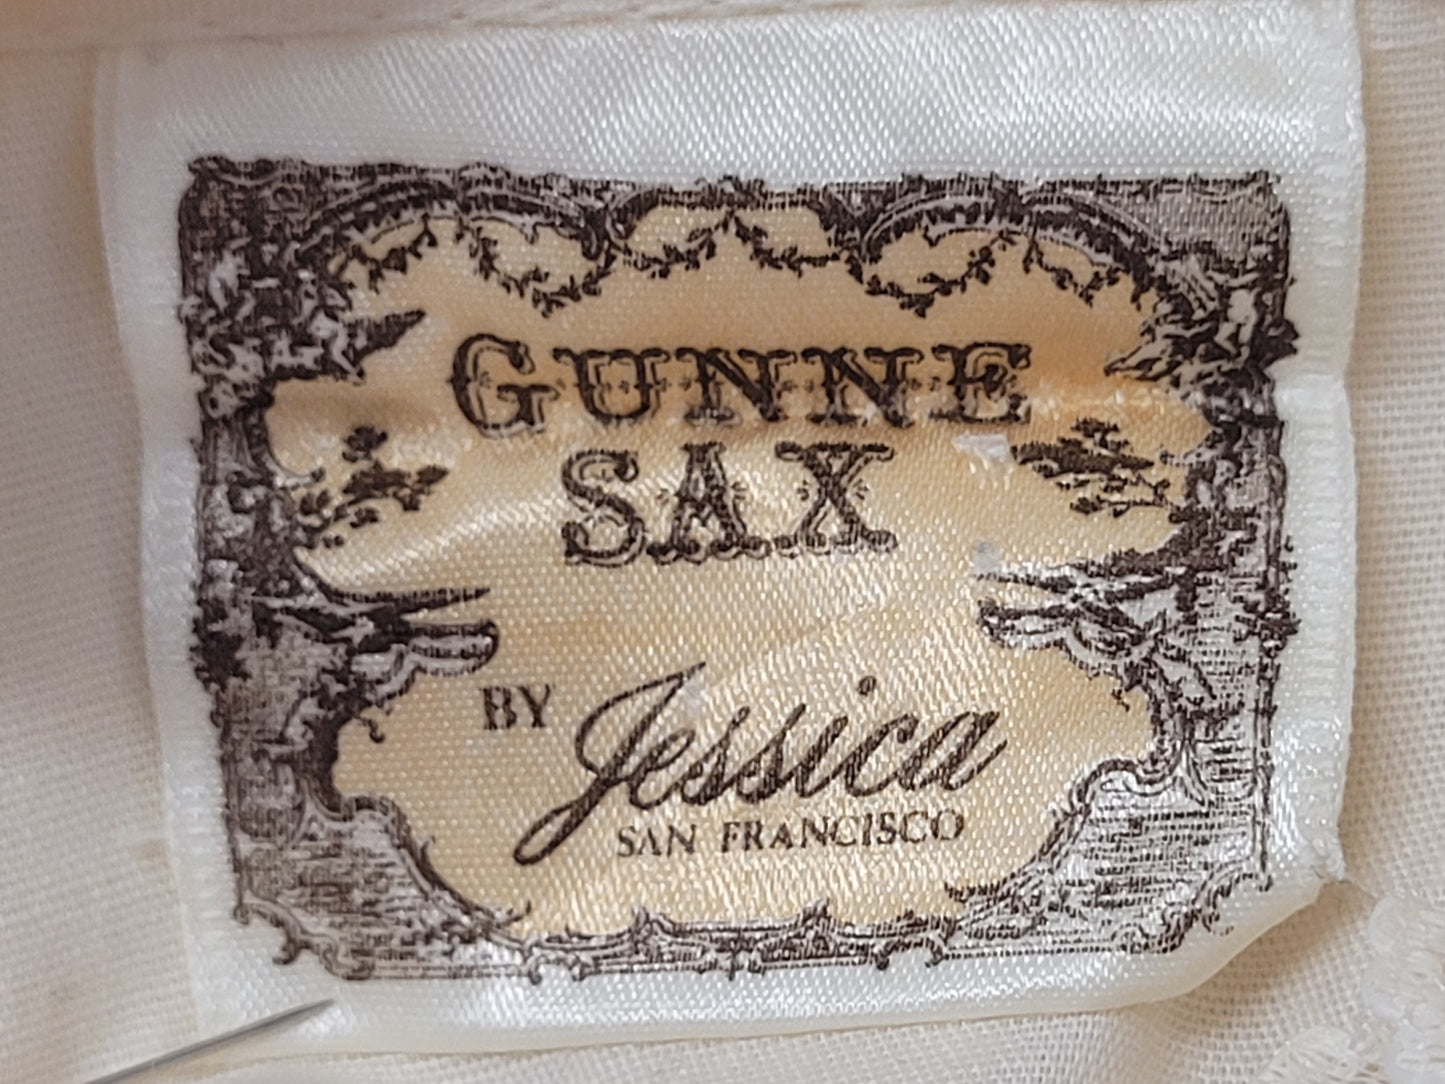 GUNNE
SAX
BY Jessica
SAN FRANCISCO